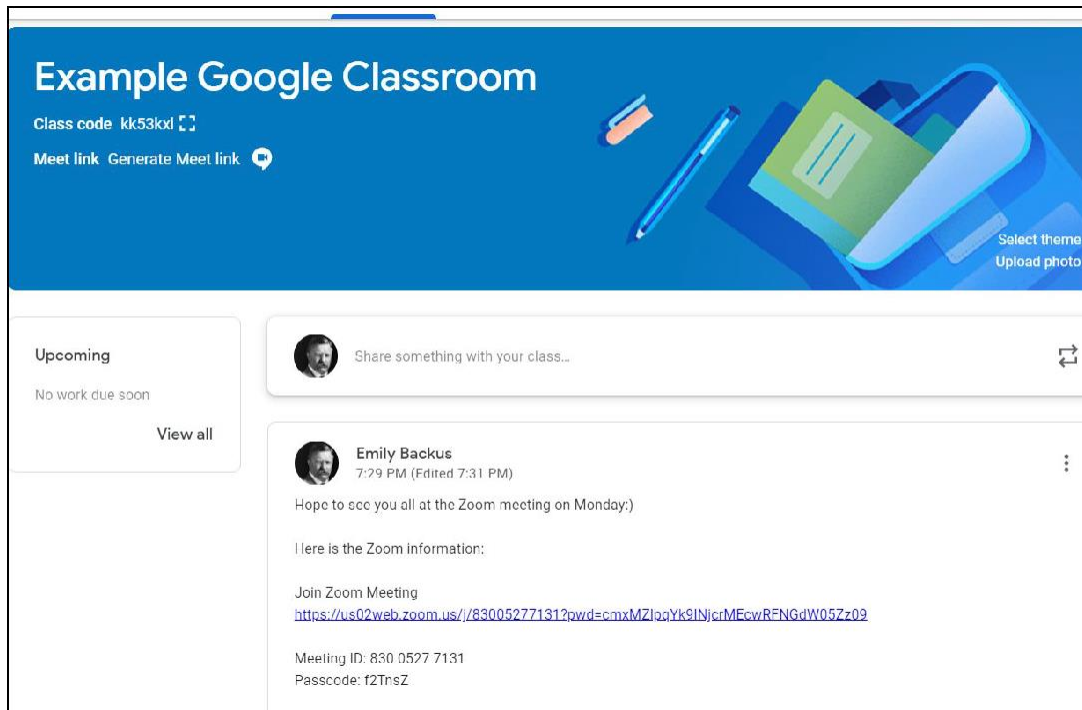 Example Google Classroom
Class code kk53kxl
Meet link Generate Meet link
Select theme
Upload photo
Upcoming
No work due soon
View all
Share something with your class...
Emily Backus
7:29 PM (Edited 7:31 PM)
Hope to see you all at the Zoom meeting on Monday:)
Here is the Zoom information:
Join Zoom Meeting
https://us02web.zoom.us/j/83005277131?pwd=cmxMZlpqYk9INjcrMEcwRFNGdW05Zz09
Meeting ID: 830 0527 7131
Passcode: f2TnsZ